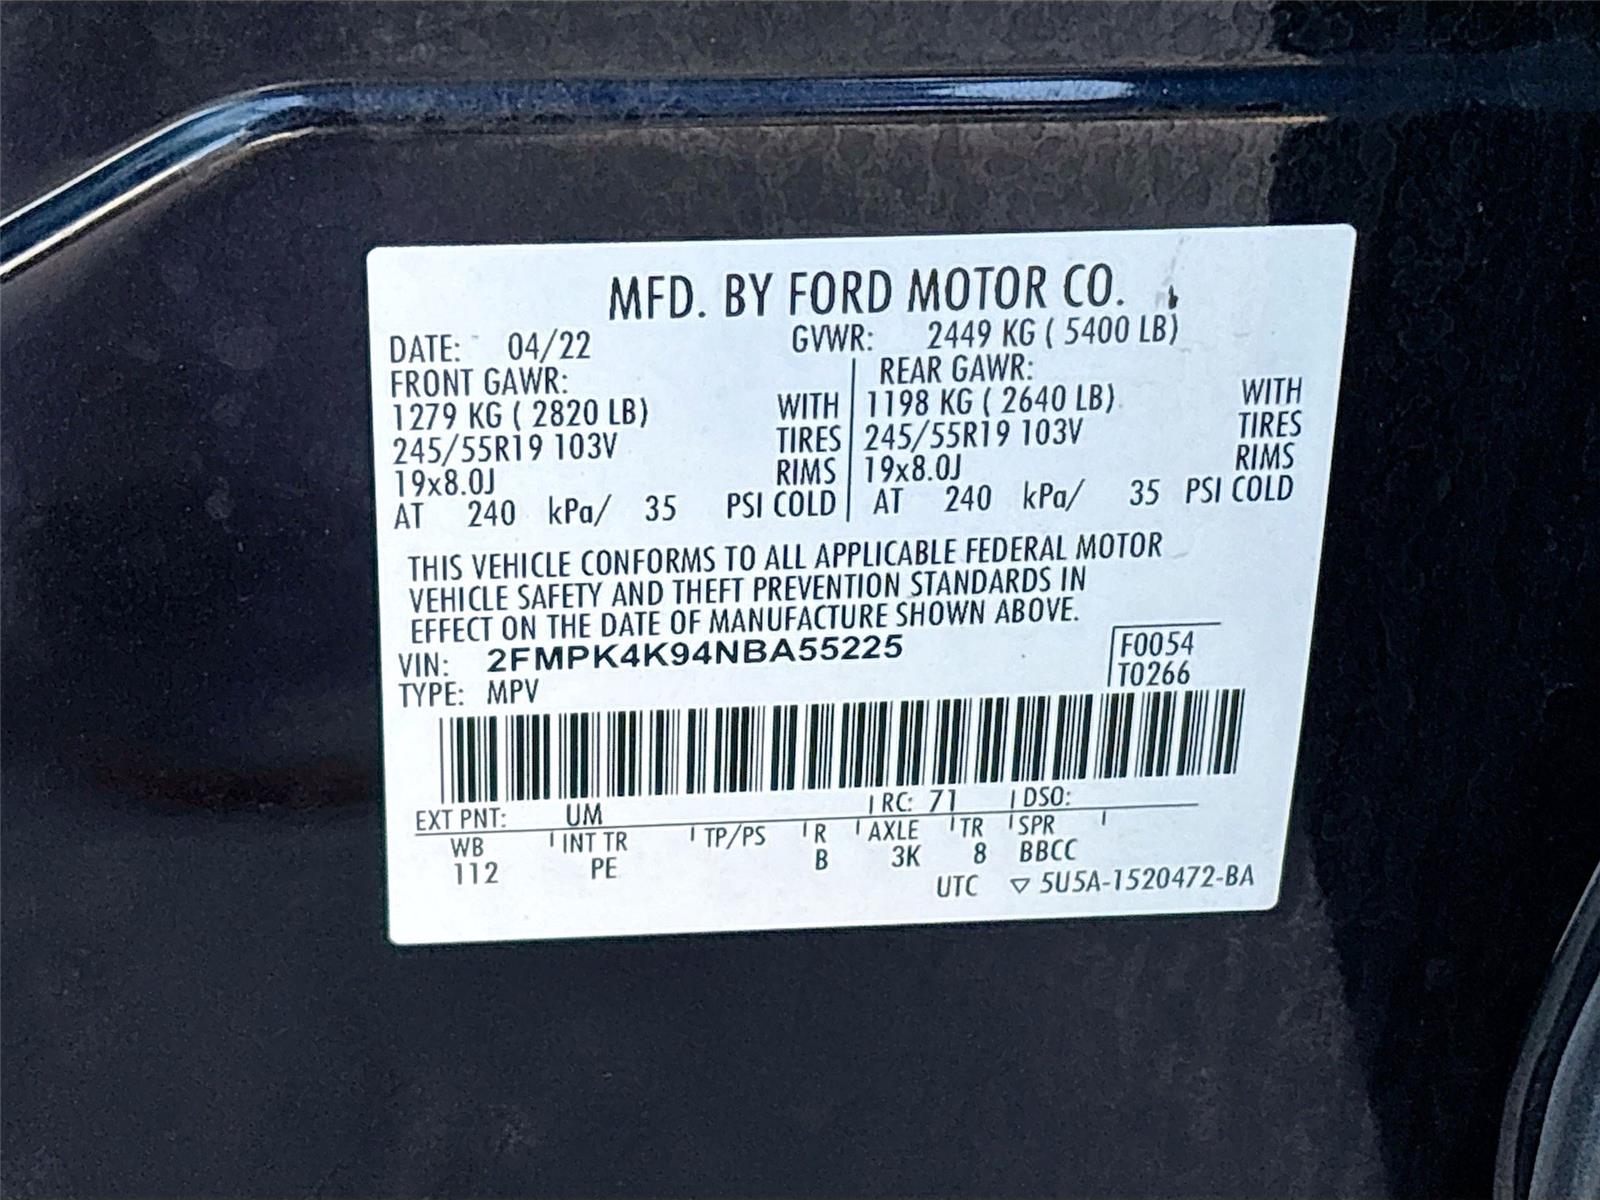 MFD. BY FORD MOTOR CO.
DATE: 04/22 GVWR: 2449 KG ( 5400 LB)
FRONT GAWR: REAR GAWR:
1279 KG ( 2820 LB) WITH 1198 KG ( 2640 LB) WITH
245/55R19 103V TIRES 245/55R19 103V TIRES
19x8.0J RIMS 19x8.0J RIMS
AT 240 kPa/ 35 PSI COLD AT 240 kPa/ 35 PSI COLD
THIS VEHICLE CONFORMS TO ALL APPLICABLE FEDERAL MOTOR
VEHICLE SAFETY AND THEFT PREVENTION STANDARDS IN
EFFECT ON THE DATE OF MANUFACTURE SHOWN ABOVE.
VIN: 2FMPK4K94NBA55225 F0054
TYPE: MPV T0266
EXT PNT: UM RC: 71 DSO:
WB INT TR TP/PS R AXLE TR SPR
112 PE B 3K 8 BBCC
UTC ▽ 5U5A-1520472-BA